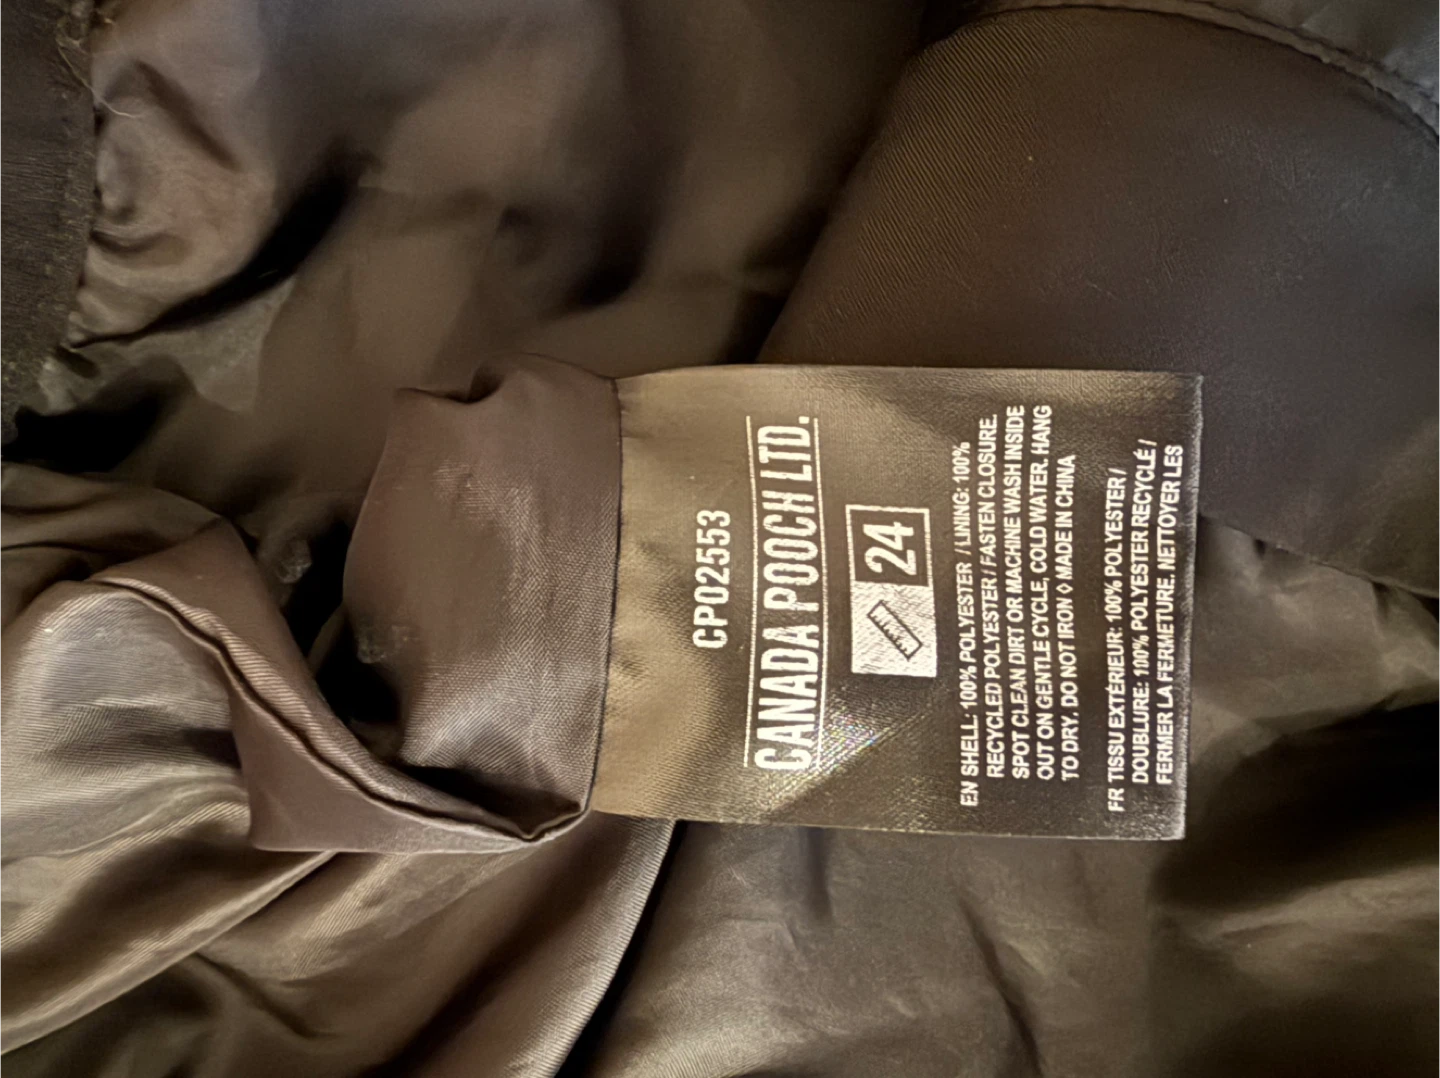 CP02553
CANADA POOCH LTD.
24
EN SHELL: 100% POLYESTER / LINING: 100%
RECYCLED POLYESTER / FASTEN CLOSURE.
SPOT CLEAN DIRT OR MACHINE WASH INSIDE
OUT ON GENTLE CYCLE, COLD WATER. HANG
TO DRY. DO NOT IRON ◊ MADE IN CHINA
FR TISSU EXTÉRIEUR: 100% POLYESTER /
DOUBLURE: 100% POLYESTER RECYCLÉ /
FERMER LA FERMETURE. NETTOYER LES